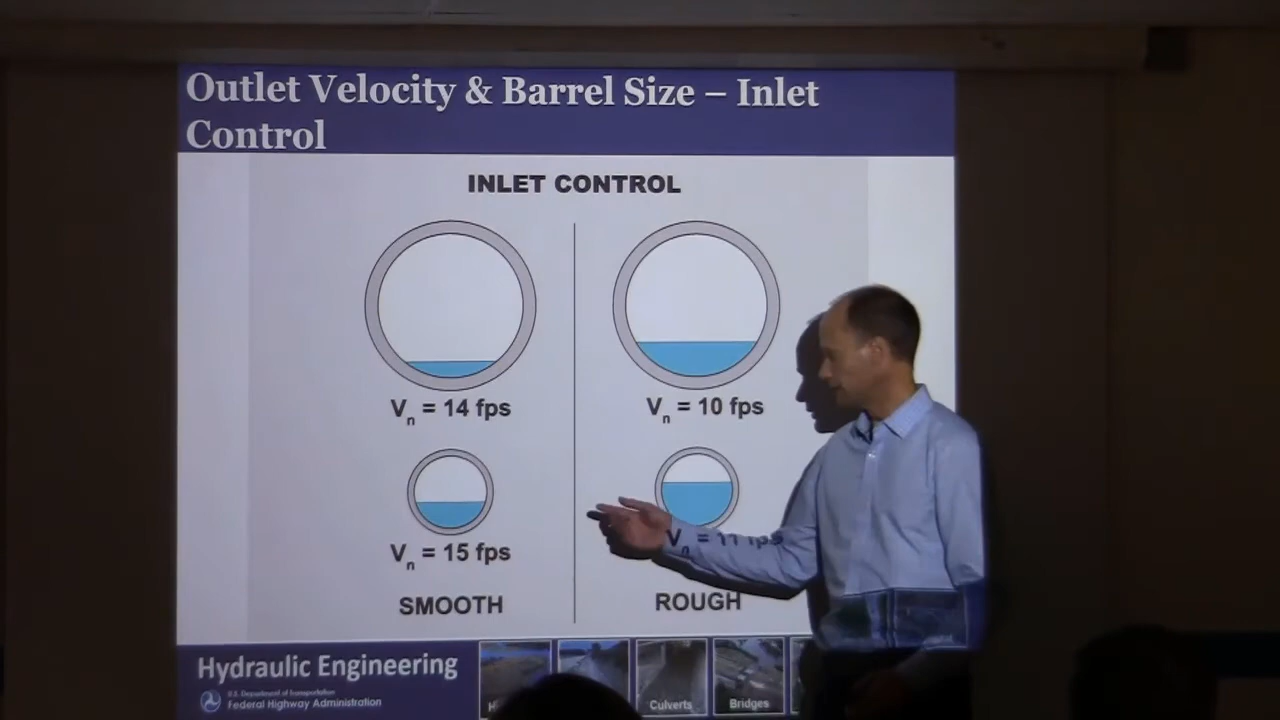 Outlet Velocity & Barrel Size – Inlet
Control
INLET CONTROL
Vn = 14 fps
Vn = 10 fps
Vn = 15 fps
Vn = 11 fps
SMOOTH
ROUGH
Hydraulic Engineering
U.S. Department of Transportation
Federal Highway Administration
Culverts
Bridges